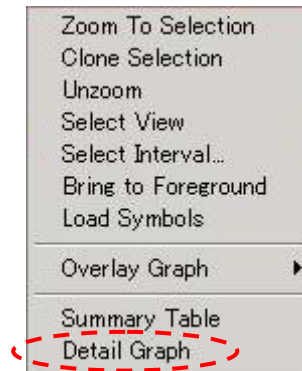 Zoom To Selection
Clone Selection
Unzoom
Select View
Select Interval...
Bring to Foreground
Load Symbols
Overlay Graph
Summary Table
Detail Graph